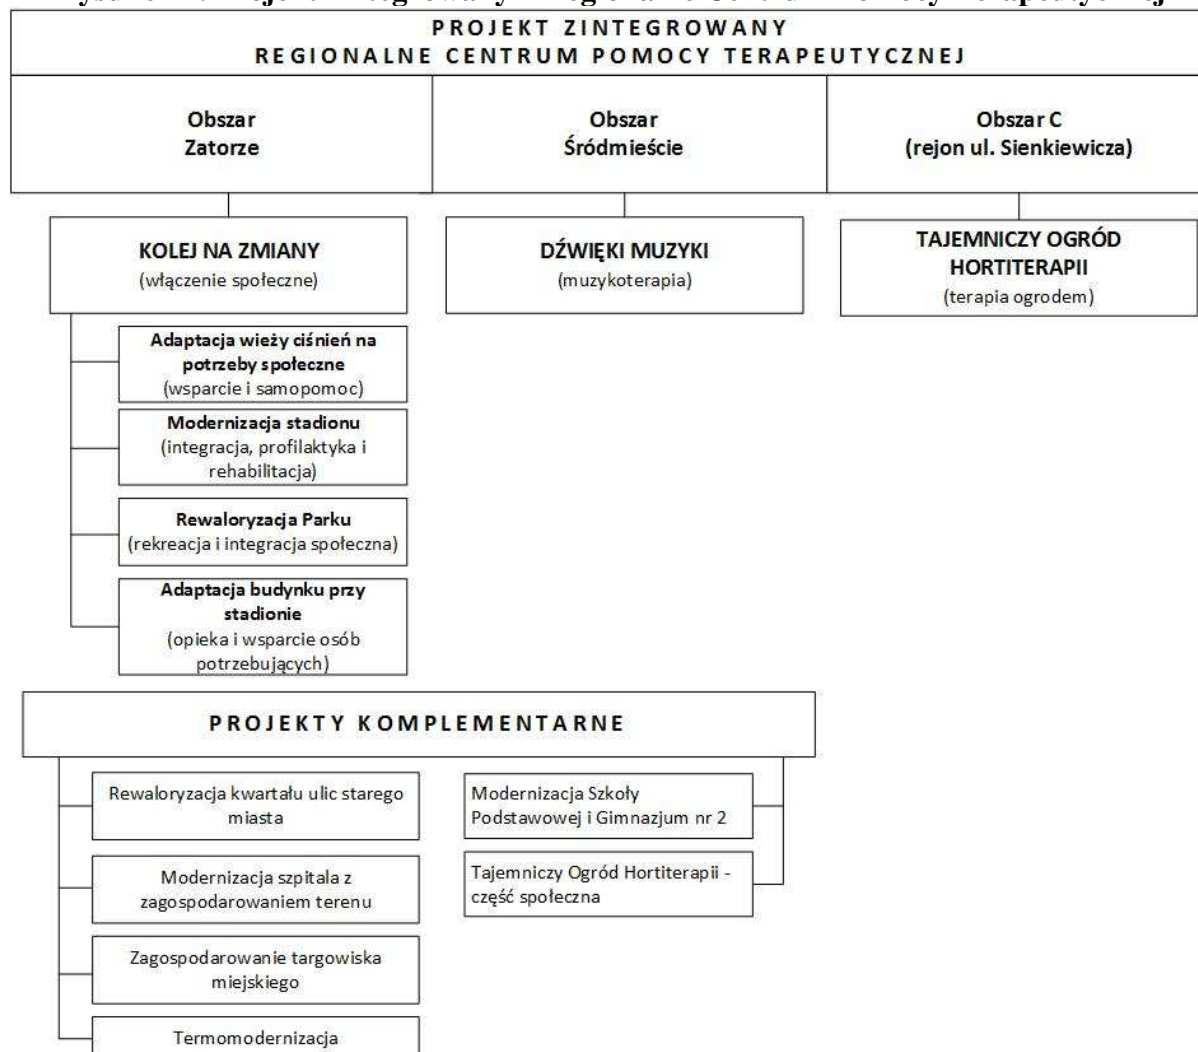 PROJEKT ZINTEGROWANY
REGIONALNE CENTRUM POMOCY TERAPEUTYCZNEJ
Obszar
Zatorze
Obszar
Śródmieście
Obszar C
(rejon ul. Sienkiewicza)
KOLEJ NA ZMIANY
(włączenie społeczne)
DŹWIĘKI MUZYKI
(muzykoterapia)
TAJEMNICZY OGRÓD
HORTITERAPII
(terapia ogrodem)
Adaptacja wieży ciśnień na
potrzeby społeczne
(wsparcie i samopomoc)
Modernizacja stadionu
(integracja, profilaktyka i
rehabilitacja)
Rewaloryzacja Parku
(rekreacja i integracja społeczna)
Adaptacja budynku przy
stadionie
(opieka i wsparcie osób
potrzebujących)
PROJEKTY KOMPLEMENTARNE
Rewaloryzacja kwartału ulic starego
miasta
Modernizacja szpitala z
zagospodarowaniem terenu
Zagospodarowanie targowiska
miejskiego
Termomodernizacja
Modernizacja Szkoły
Podstawowej i Gimnazjum nr 2
Tajemniczy Ogród Hortiterapii -
część społeczna